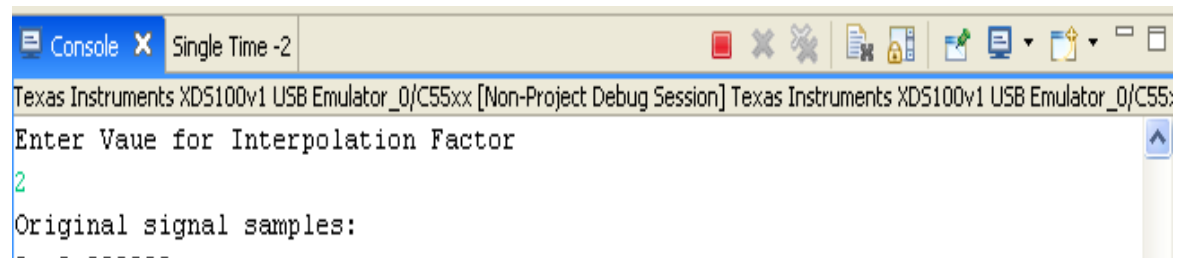 Console Single Time -2
Texas Instruments XDS100v1 USB Emulator_0/C55xx [Non-Project Debug Session] Texas Instruments XDS100v1 USB Emulator_0/C55
Enter Vaue for Interpolation Factor
2
Original signal samples: